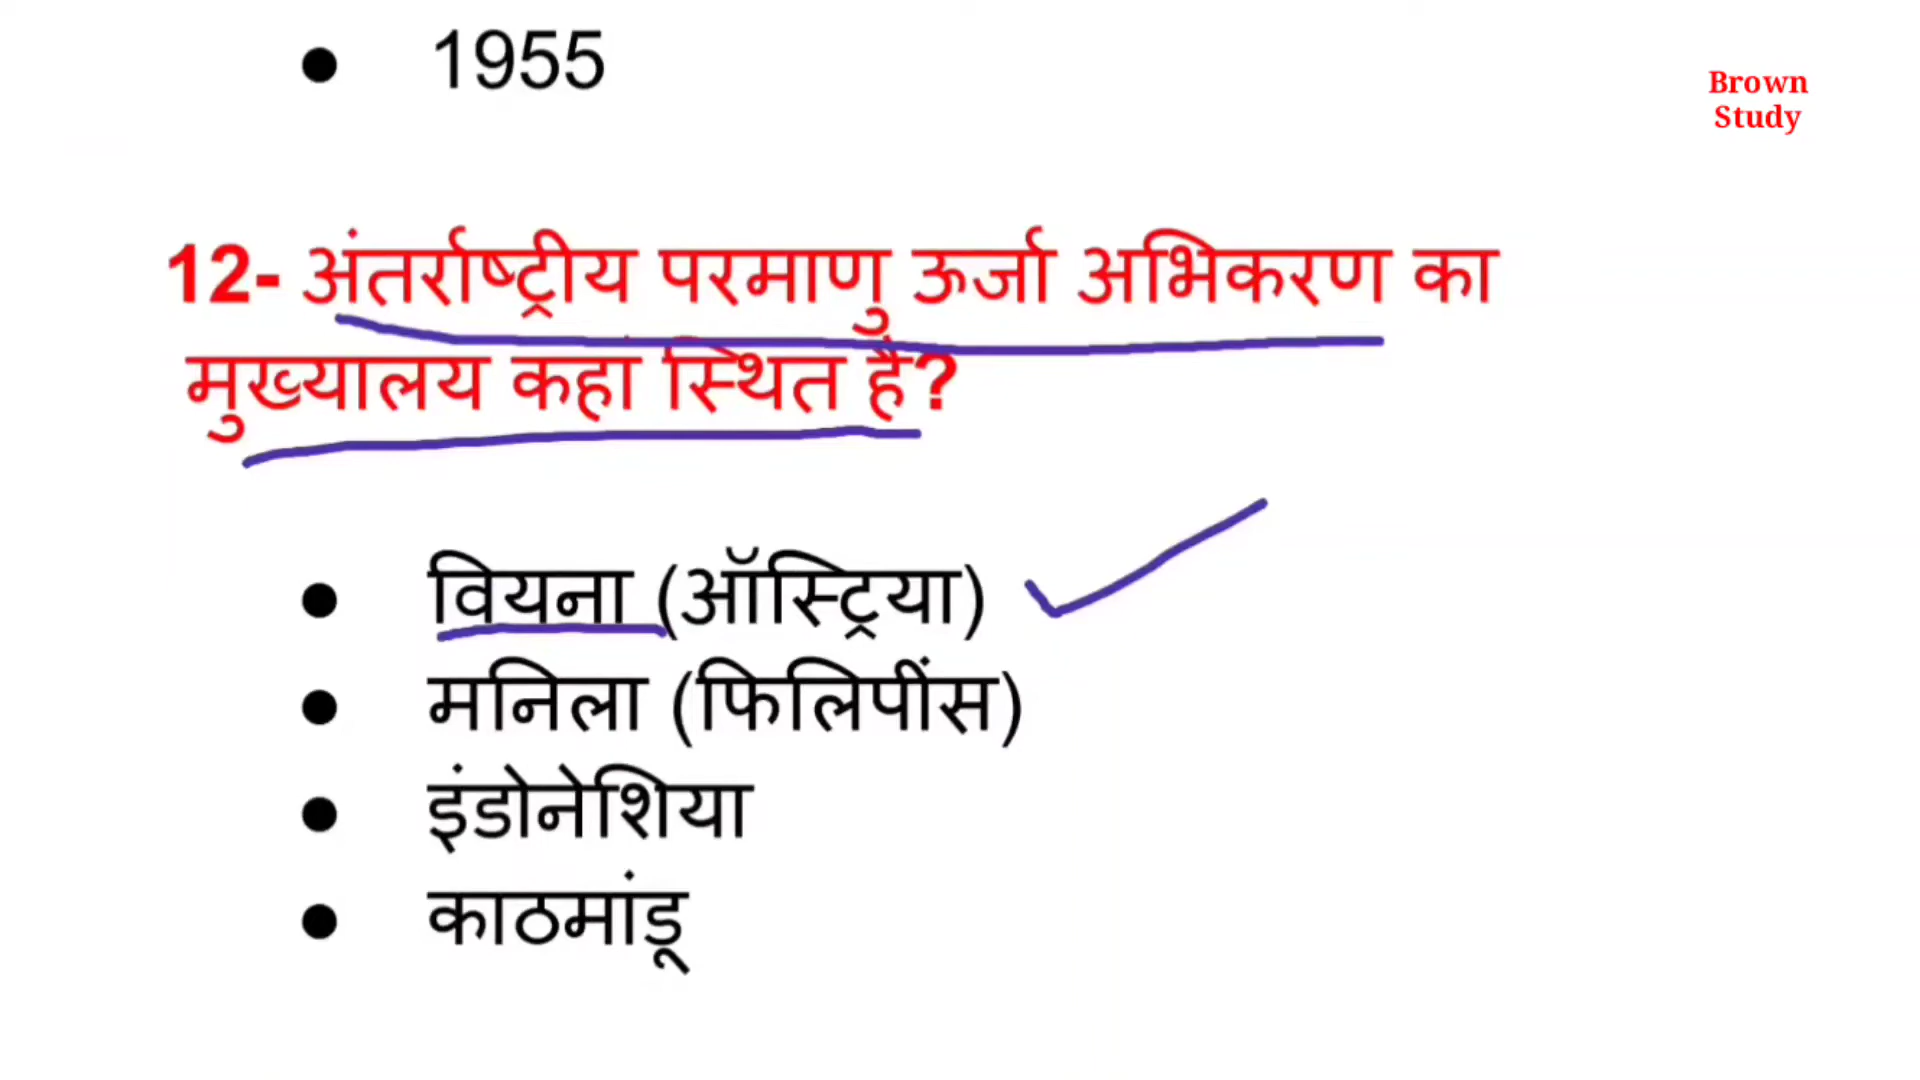 ● 1955
Brown
Study
12- अंतर्राष्ट्रीय परमाणु ऊर्जा अभिकरण का
मुख्यालय कहां स्थित है?
● वियना (ऑस्ट्रिया)
● मनिला (फिलिपींस)
● इंडोनेशिया
● काठमांडू